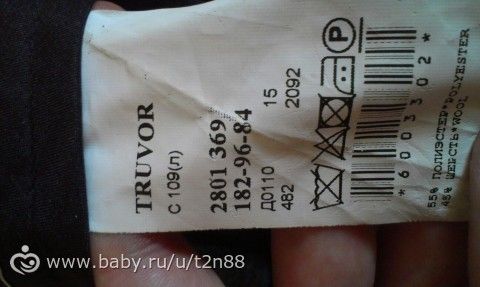 TRUVOR
С 109(л)
2801 369
182-96-84
Д0110 15
482 2092
P
*6003302*
55% ПОЛИЭСТЕР*POLYESTER
45% ШЕРСТЬ*WOOL
www.baby.ru/u/t2n88